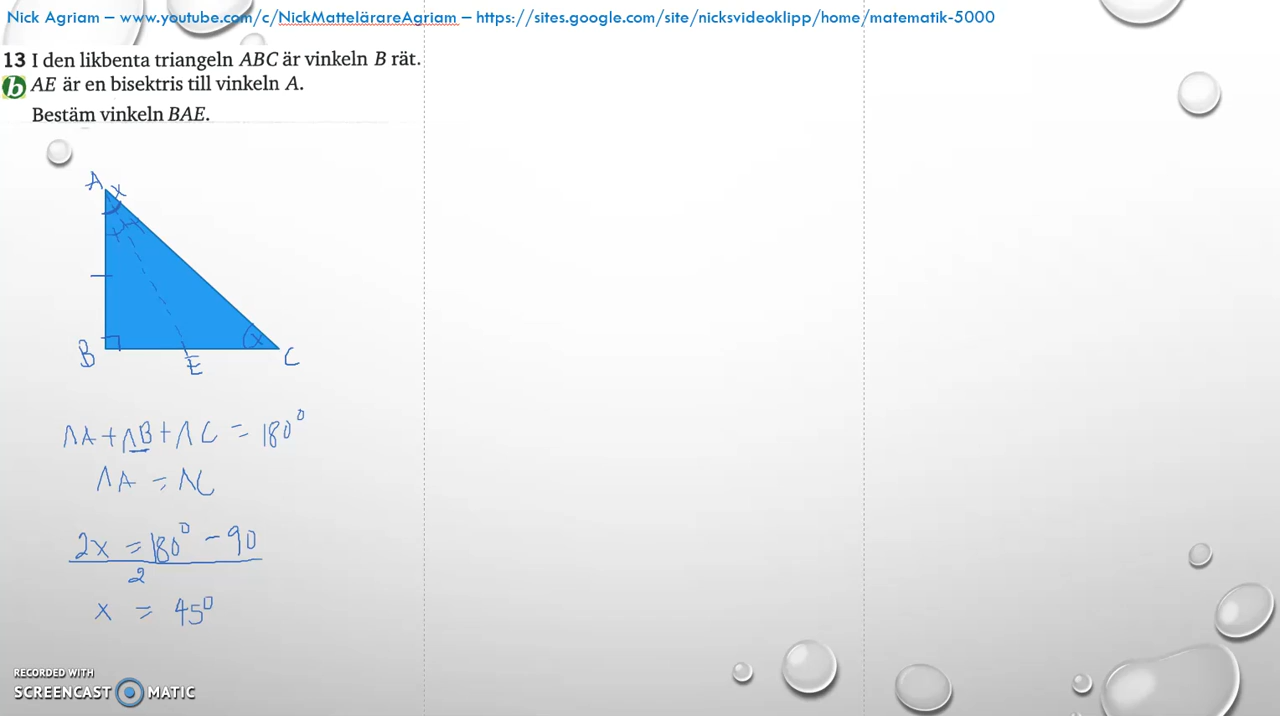 Nick Agriam – www.youtube.com/c/NickMattelärareAgriam – https://sites.google.com/site/nicksvideoklipp/home/matematik-5000
13 I den likbenta triangeln ABC är vinkeln B rät.
b AE är en bisektris till vinkeln A.
Bestäm vinkeln BAE.
A x
x
B E C
∧A + ∧B + ∧C = 180°
∧A = ∧C
2x = 180° - 90
2
x = 45°
RECORDED WITH
SCREENCAST MATIC